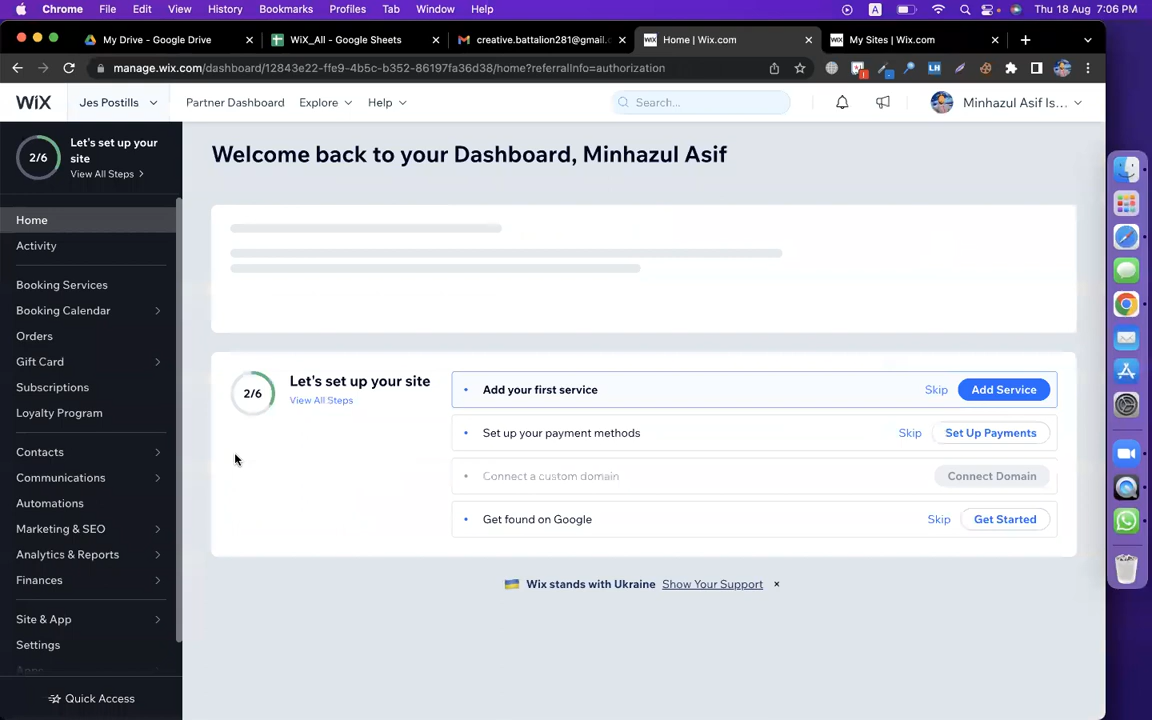 Chrome File Edit View History Bookmarks Profiles Tab Window Help A Thu 18 Aug 7:06 PM
My Drive - Google Drive WiX_All - Google Sheets creative.battalion281@gmail. Home | Wix.com My Sites | Wix.com
manage.wix.com/dashboard/12843e22-ffe9-4b5c-b352-86197fa36d38/home?referralInfo=authorization
WiX Jes Postills Partner Dashboard Explore Help Search... Minhazul Asif Is...
2/6 Let's set up your
site
View All Steps
Home
Activity
Booking Services
Booking Calendar
Orders
Gift Card
Subscriptions
Loyalty Program
Contacts
Communications
Automations
Marketing & SEO
Analytics & Reports
Finances
Site & App
Settings
Apps
Quick Access
Welcome back to your Dashboard, Minhazul Asif
2/6 Let's set up your site
View All Steps
Add your first service Skip Add Service
Set up your payment methods Skip Set Up Payments
Connect a custom domain Connect Domain
Get found on Google Skip Get Started
Wix stands with Ukraine Show Your Support